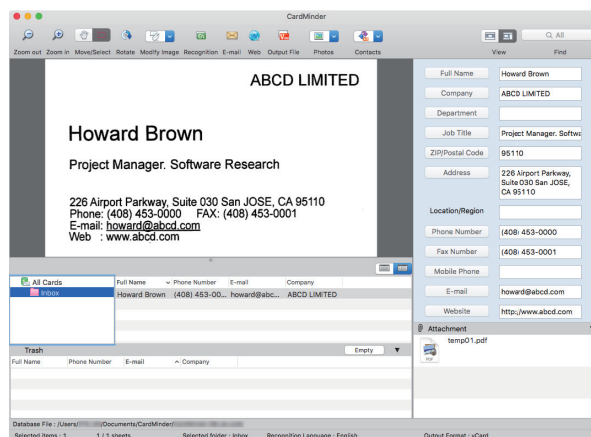 CardMinder
Q All
Zoom out Zoom in Move/Select Rotate Modify Image Recognition E-mail Web Output File Photos Contacts View Find
ABCD LIMITED
Howard Brown
Project Manager. Software Research
226 Airport Parkway, Suite 030 San JOSE, CA 95110
Phone: (408) 453-0000 FAX: (408) 453-0001
E-mail: howard@abcd.com
Web : www.abcd.com
Full Name Howard Brown
Company ABCD LIMITED
Department
Job Title Project Manager. Softwa
ZIP/Postal Code 95110
Address 226 Airport Parkway,
Suite 030 San JOSE,
CA 95110
Location/Region
Phone Number (408) 453-0000
Fax Number (408) 453-0001
Mobile Phone
E-mail howard@abcd.com
Website http://www.abcd.com
Attachment
temp01.pdf
PDF
All Cards
Inbox
Full Name Phone Number E-mail Company
Howard Brown (408) 453-00... howard@abc... ABCD LIMITED
Trash Empty
Full Name Phone Number E-mail Company
Database File : /Users/ /Documents/CardMinder/
Selected items : 1 1 / 1 sheets Selected folder : Inbox Recognition Language : English Output Format : vCard